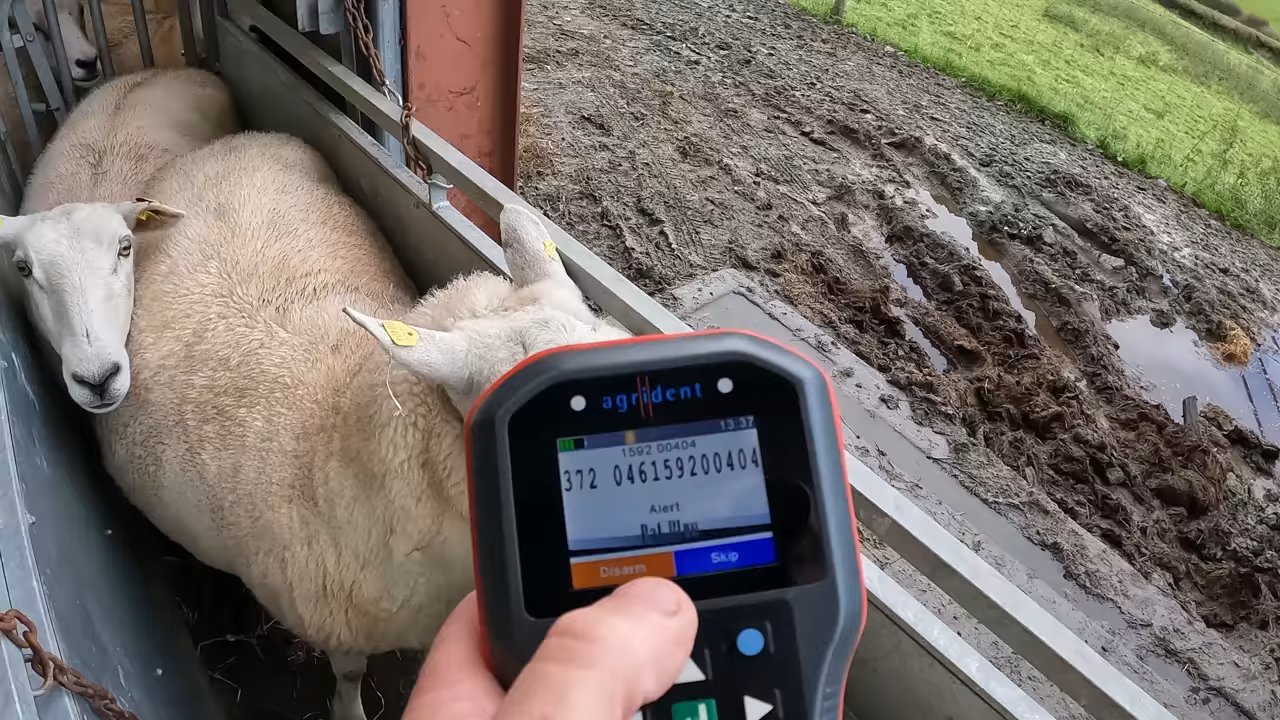 agrident
13:37
1592 00404
372 046159200404
Alert
Disarm
Skip